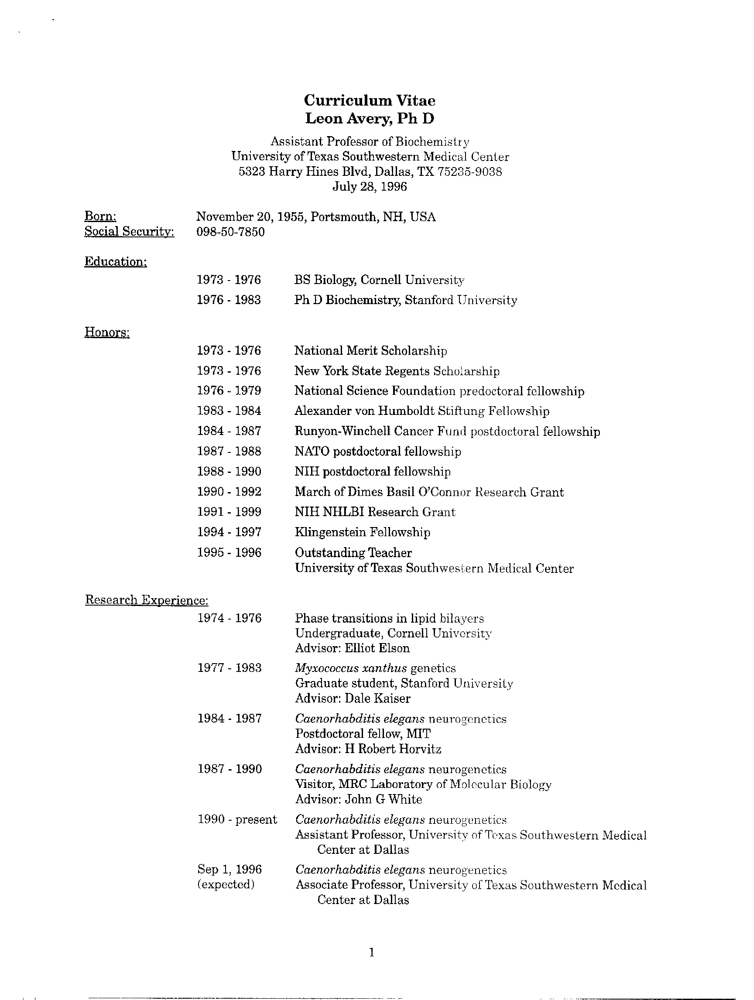 Curriculum Vitae
Leon Avery, Ph D
Assistant Professor of Biochemistry
University of Texas Southwestern Medical Center
5323 Harry Hines Blvd, Dallas, TX 75235-9038
July 28, 1996
Born: November 20, 1955, Portsmouth, NH, USA
Social Security: 098-50-7850
Education:
1973 - 1976 BS Biology, Cornell University
1976 - 1983 Ph D Biochemistry, Stanford University
Honors:
1973 - 1976 National Merit Scholarship
1973 - 1976 New York State Regents Scholarship
1976 - 1979 National Science Foundation predoctoral fellowship
1983 - 1984 Alexander von Humboldt Stiftung Fellowship
1984 - 1987 Runyon-Winchell Cancer Fund postdoctoral fellowship
1987 - 1988 NATO postdoctoral fellowship
1988 - 1990 NIH postdoctoral fellowship
1990 - 1992 March of Dimes Basil O'Connor Research Grant
1991 - 1999 NIH NHLBI Research Grant
1994 - 1997 Klingenstein Fellowship
1995 - 1996 Outstanding Teacher
University of Texas Southwestern Medical Center
Research Experience:
1974 - 1976 Phase transitions in lipid bilayers
Undergraduate, Cornell University
Advisor: Elliot Elson
1977 - 1983 Myxococcus xanthus genetics
Graduate student, Stanford University
Advisor: Dale Kaiser
1984 - 1987 Caenorhabditis elegans neurogenetics
Postdoctoral fellow, MIT
Advisor: H Robert Horvitz
1987 - 1990 Caenorhabditis elegans neurogenetics
Visitor, MRC Laboratory of Molecular Biology
Advisor: John G White
1990 - present Caenorhabditis elegans neurogenetics
Assistant Professor, University of Texas Southwestern Medical
Center at Dallas
Sep 1, 1996 Caenorhabditis elegans neurogenetics
(expected) Associate Professor, University of Texas Southwestern Medical
Center at Dallas
1